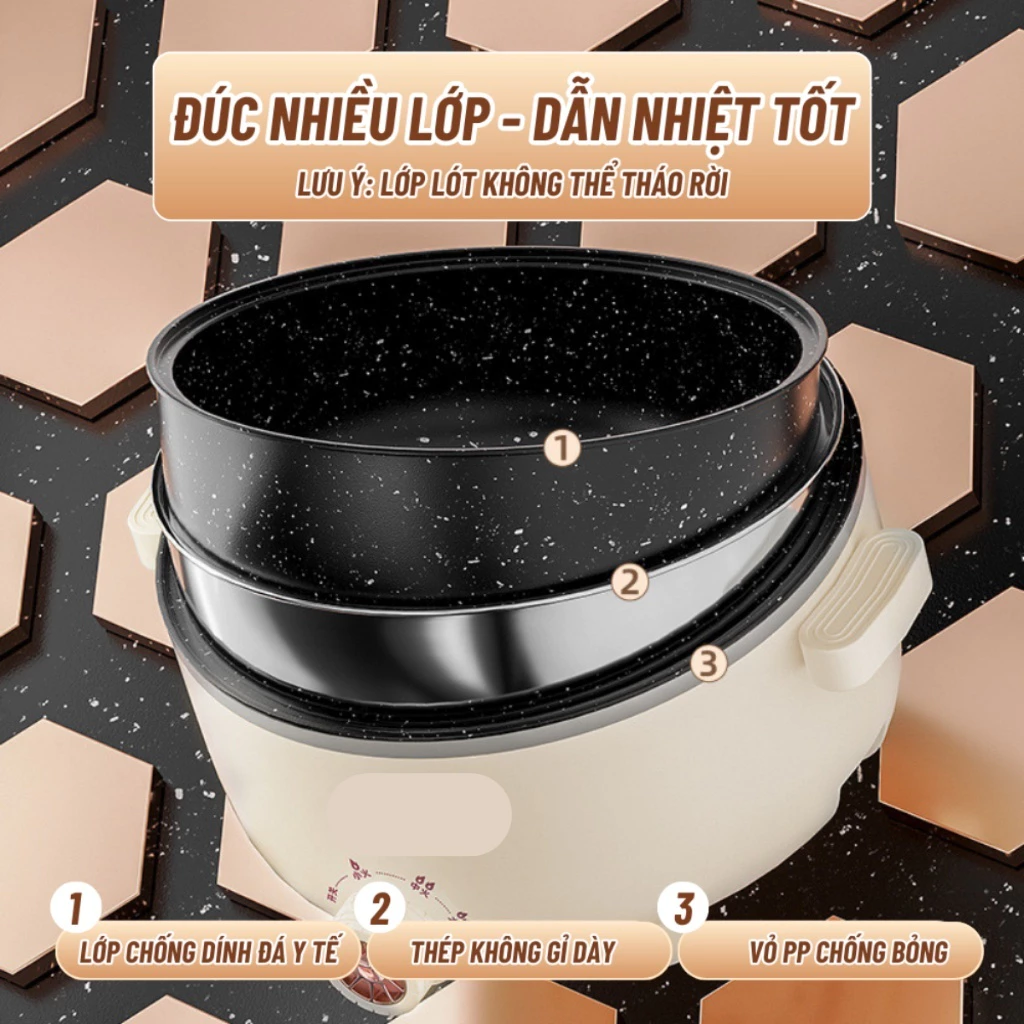 ĐÚC NHIỀU LỚP - DẪN NHIỆT TỐT
LƯU Ý: LỚP LÓT KHÔNG THỂ THÁO RỜI
1
2
3
1
LỚP CHỐNG DÍNH ĐÁ Y TẾ
2
THÉP KHÔNG GỈ DÀY
3
VỎ PP CHỐNG BỎNG